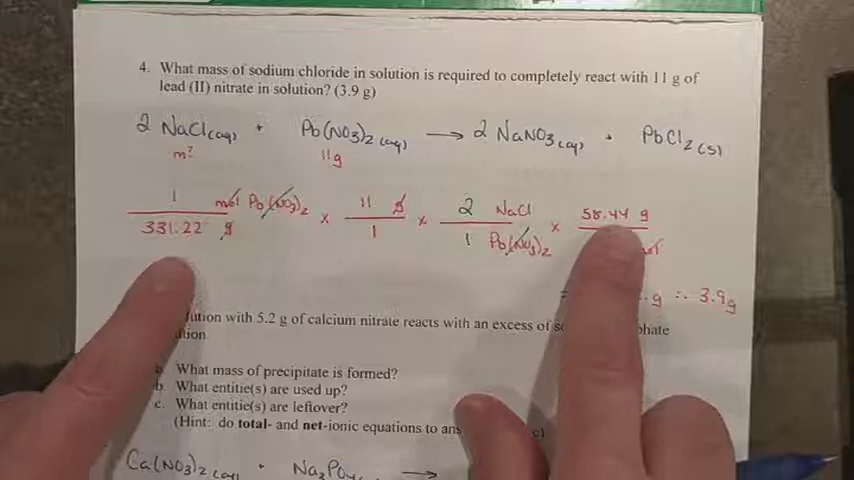 4. What mass of sodium chloride in solution is required to completely react with 11 g of
lead (II) nitrate in solution? (3.9 g)
2 NaCl(aq) + Pb(NO3)2(aq) → 2 NaNO3(aq) + PbCl2(s)
m? 11g
1 mol Pb(NO3)2 × 11 g × 2 NaCl × 58.44 g
331.22 g 1 1 Pb(NO3)2 mol
= g ∴ 3.9g
with 5.2 g of calcium nitrate reacts with an excess of
b. What mass of precipitate is formed?
b. What entitie(s) are used up?
c. What entitie(s) are leftover?
(Hint: do total- and net-ionic equations to c)
Ca(NO3)2(aq) + Na3PO4 →